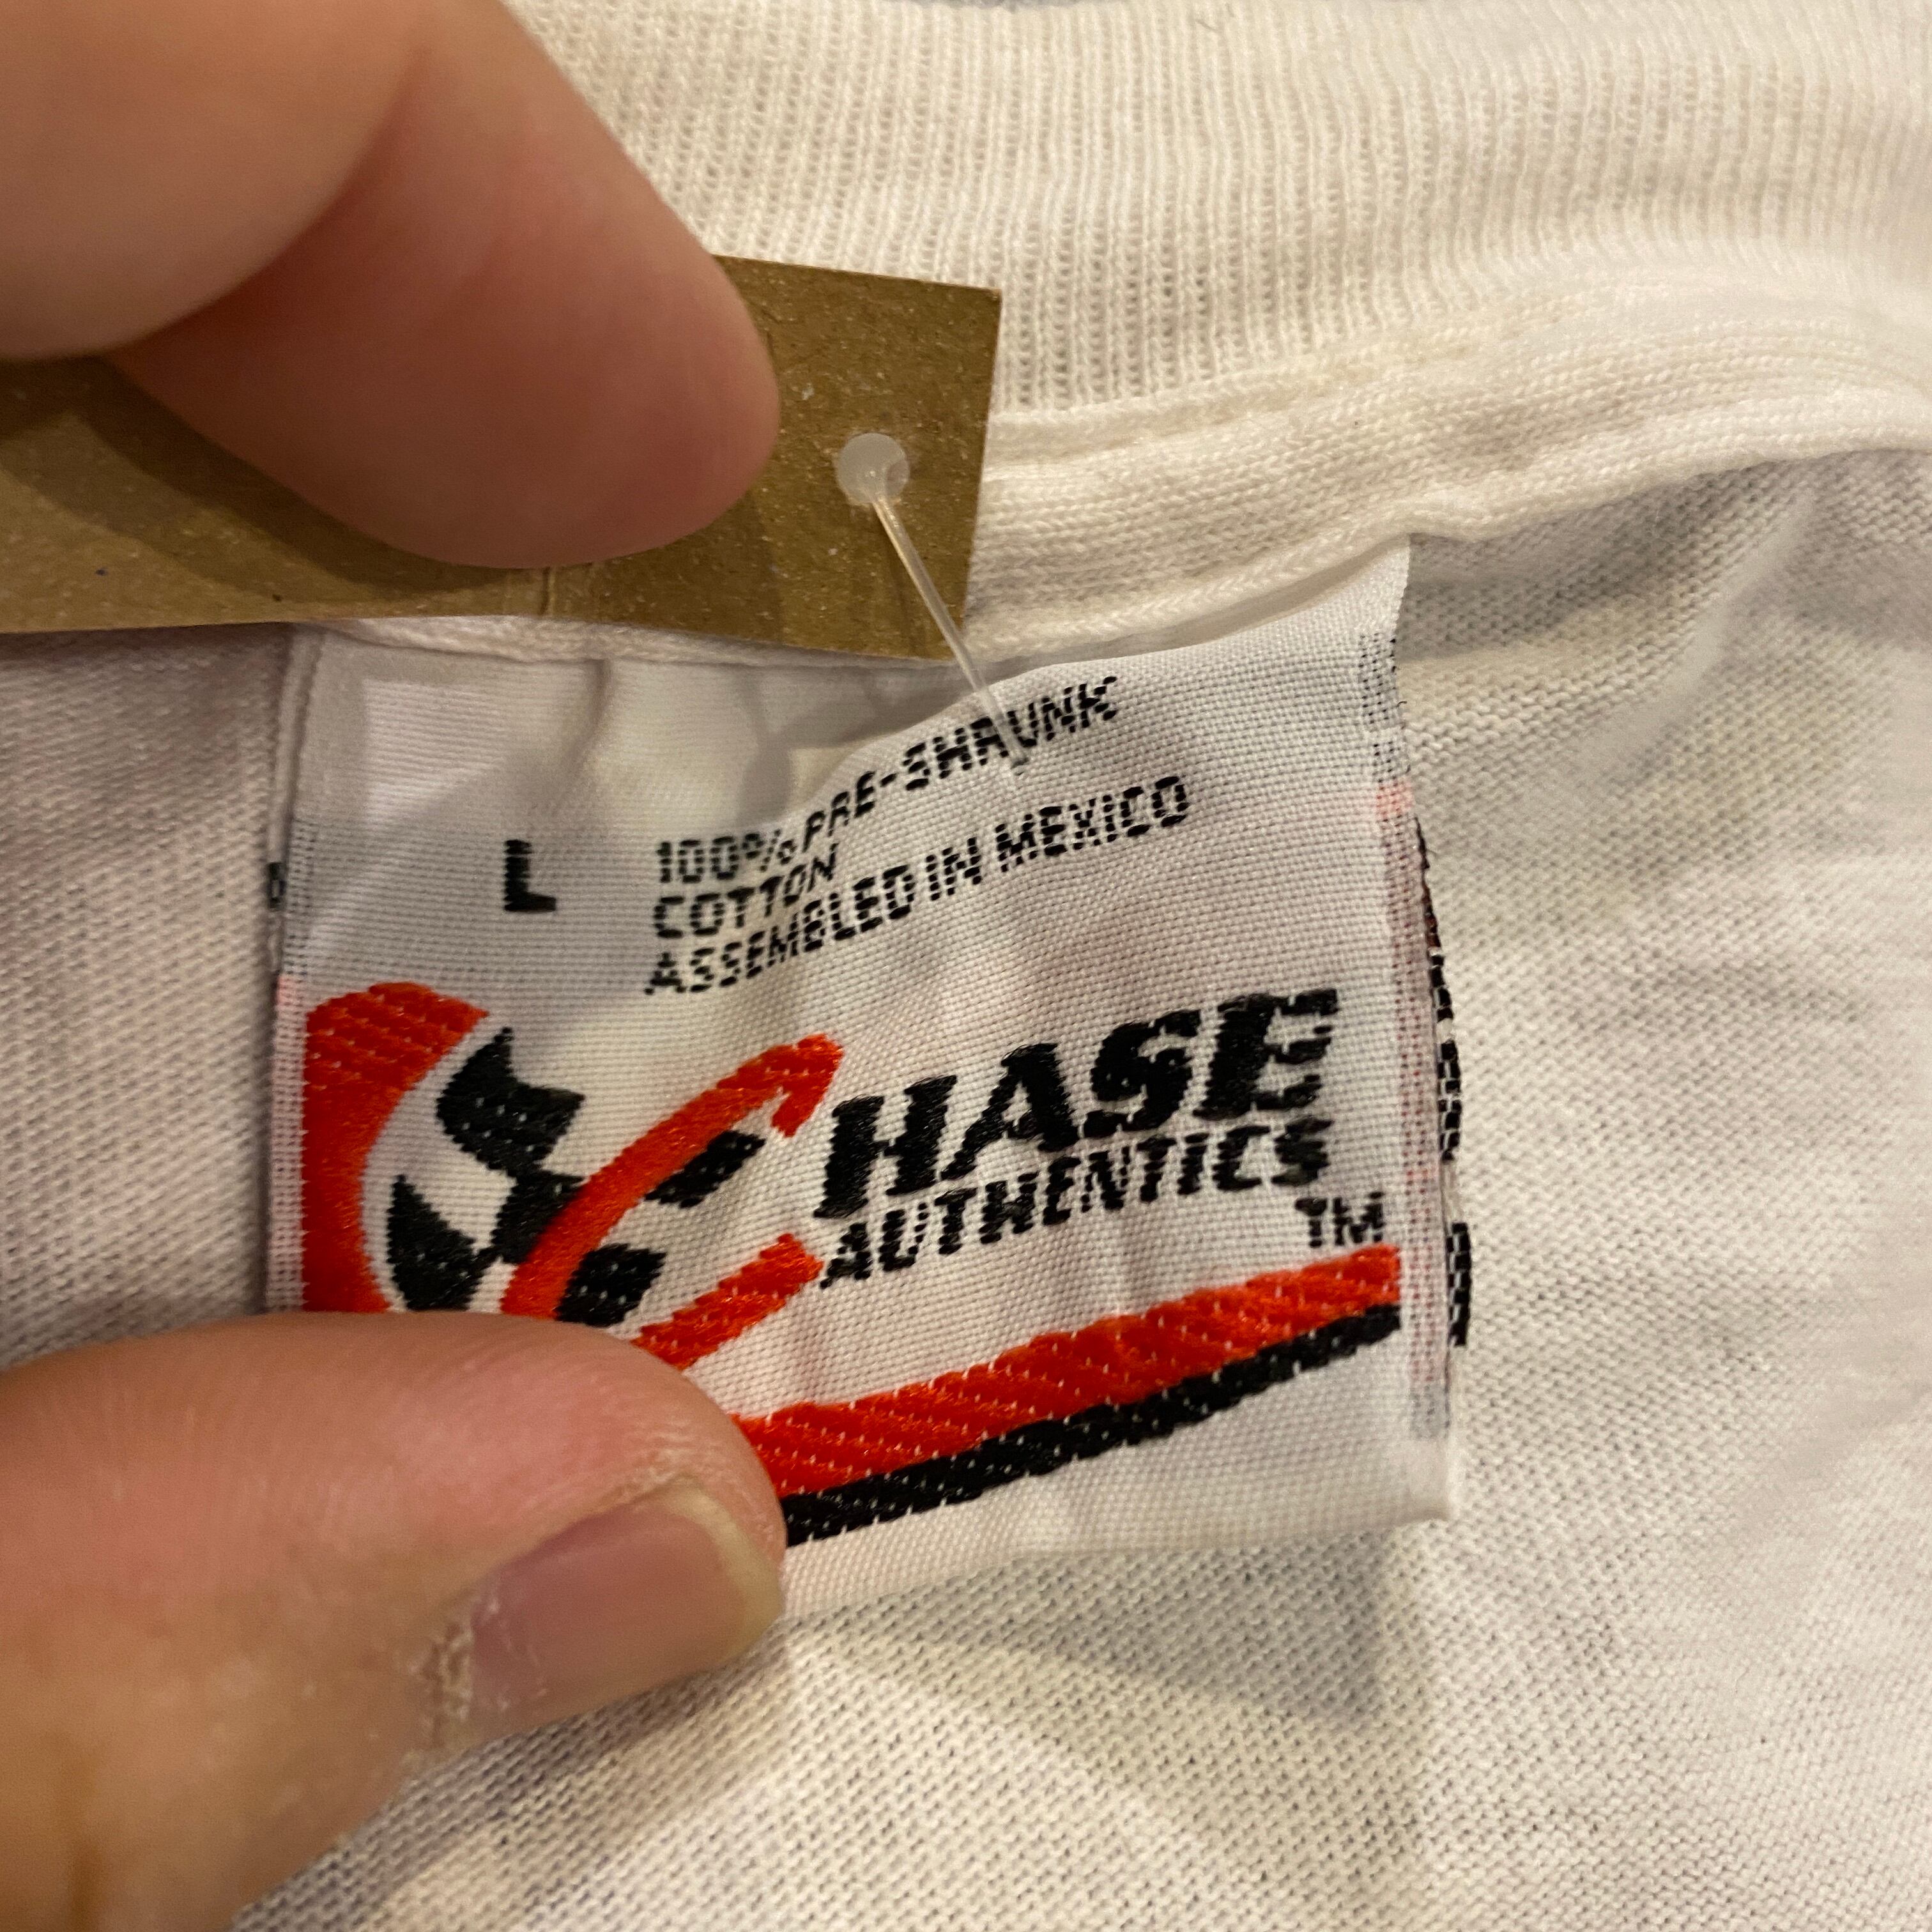 L
100% PRE-SHRUNK
COTTON
ASSEMBLED IN MEXICO
CHASE
AUTHENTICS
TM